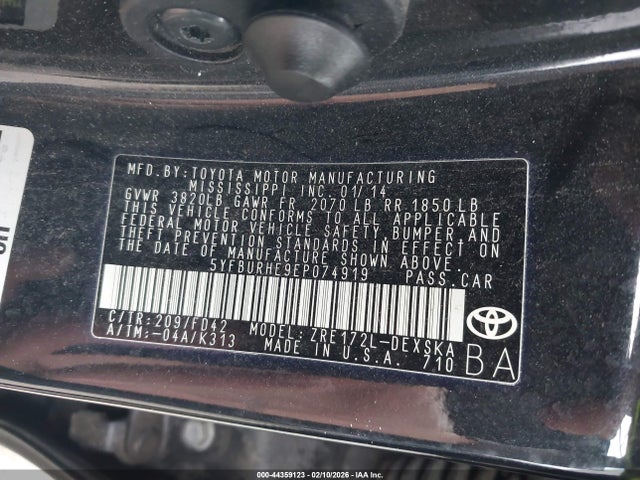 MFD.BY:TOYOTA MOTOR MANUFACTURING
MISSISSIPPI INC. 01/14
GVWR 3820LB GAWR FR 2070 LB RR 1850 LB
THIS VEHICLE CONFORMS TO ALL APPLICABLE
FEDERAL MOTOR VEHICLE SAFETY BUMPER AND
THEFT PREVENTION STANDARDS IN EFFECT ON
THE DATE OF MANUFACTURE SHOWN ABOVE.
5YFBURHE9EP074919 PASS.CAR
C/TR:209/FD42 MODEL:ZRE172L-DEXSKA
A/TM:-04A/K313 MADE IN U.S.A. 710
BA
000-44359123 - 02/10/2026 - IAA Inc.